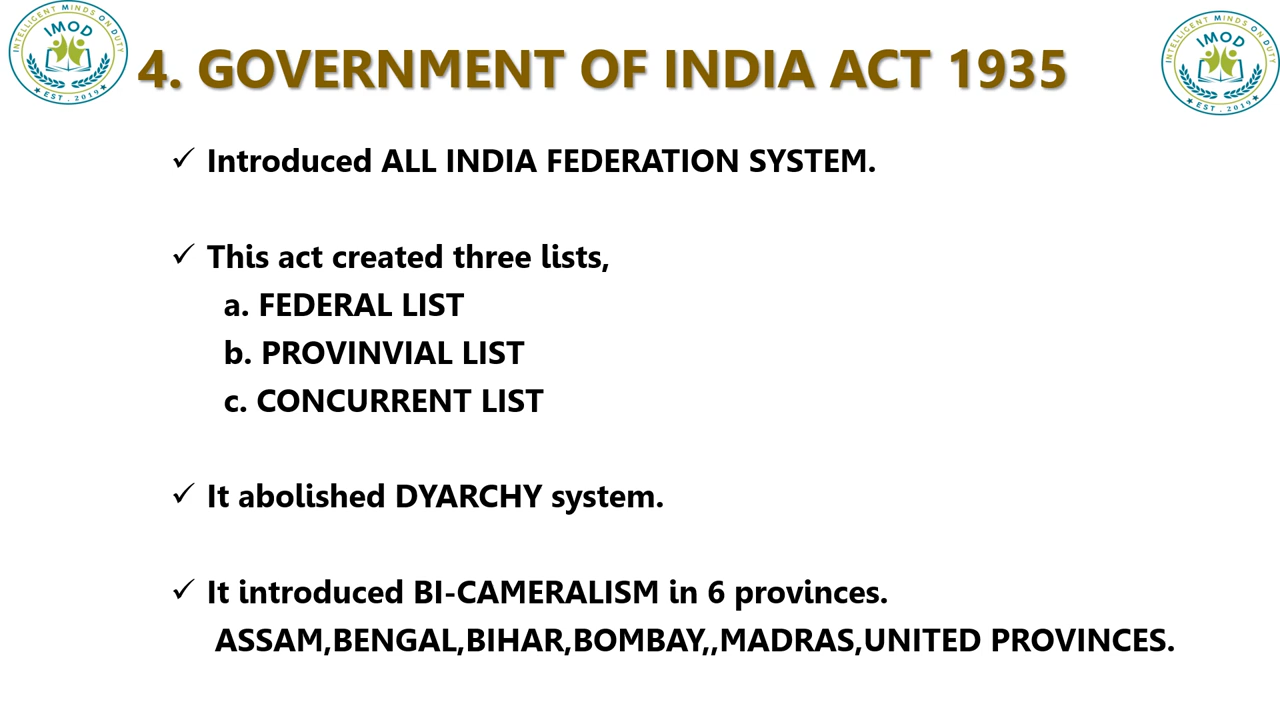 INTELLIGENT MINDS ON DUTY
IMOD
★ EST . 2019 ★
4. GOVERNMENT OF INDIA ACT 1935
INTELLIGENT MINDS ON DUTY
IMOD
★ EST . 2019 ★
✓ Introduced ALL INDIA FEDERATION SYSTEM.
✓ This act created three lists,
a. FEDERAL LIST
b. PROVINVIAL LIST
c. CONCURRENT LIST
✓ It abolished DYARCHY system.
✓ It introduced BI-CAMERALISM in 6 provinces.
ASSAM,BENGAL,BIHAR,BOMBAY,,MADRAS,UNITED PROVINCES.